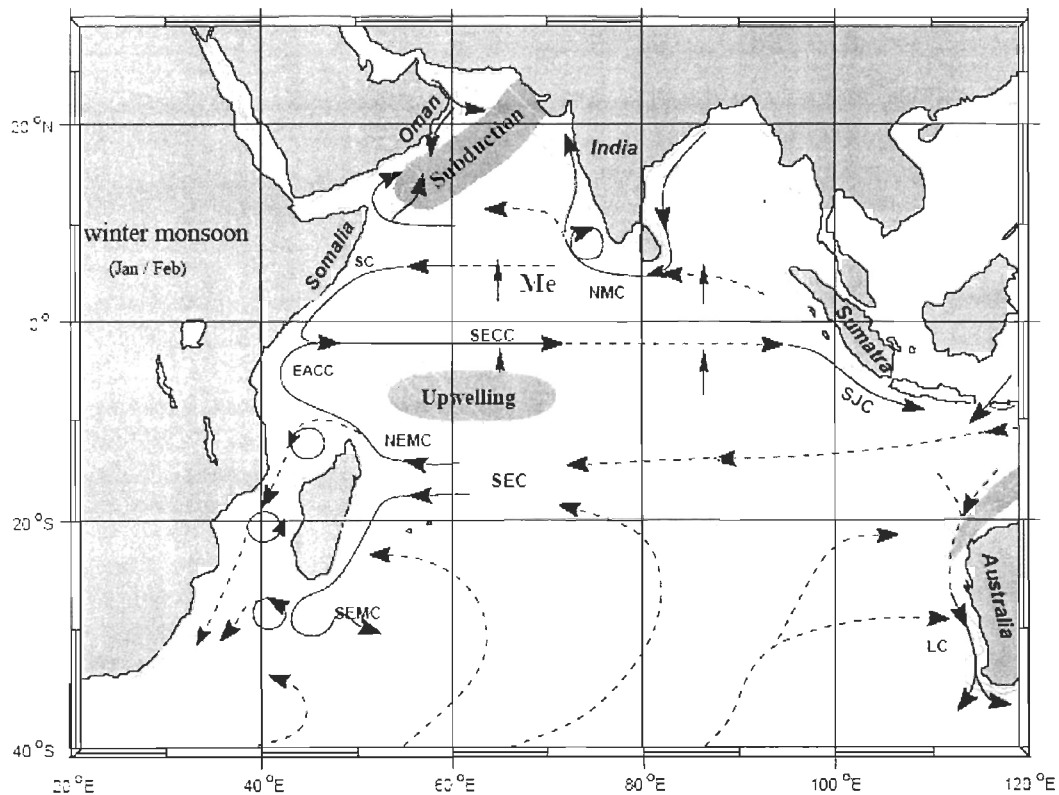 20 °N
Oman
Subduction
India
winter monsoon
(Jan / Feb)
Somalia
SC
Me
NMC
0°
SECC
Sumatra
EACC
Upwelling
SJC
NEMC
SEC
20 °S
Australia
SEMC
LC
40 °S
20 °E
40 °E
60 °E
80 °E
100 °E
120 °E